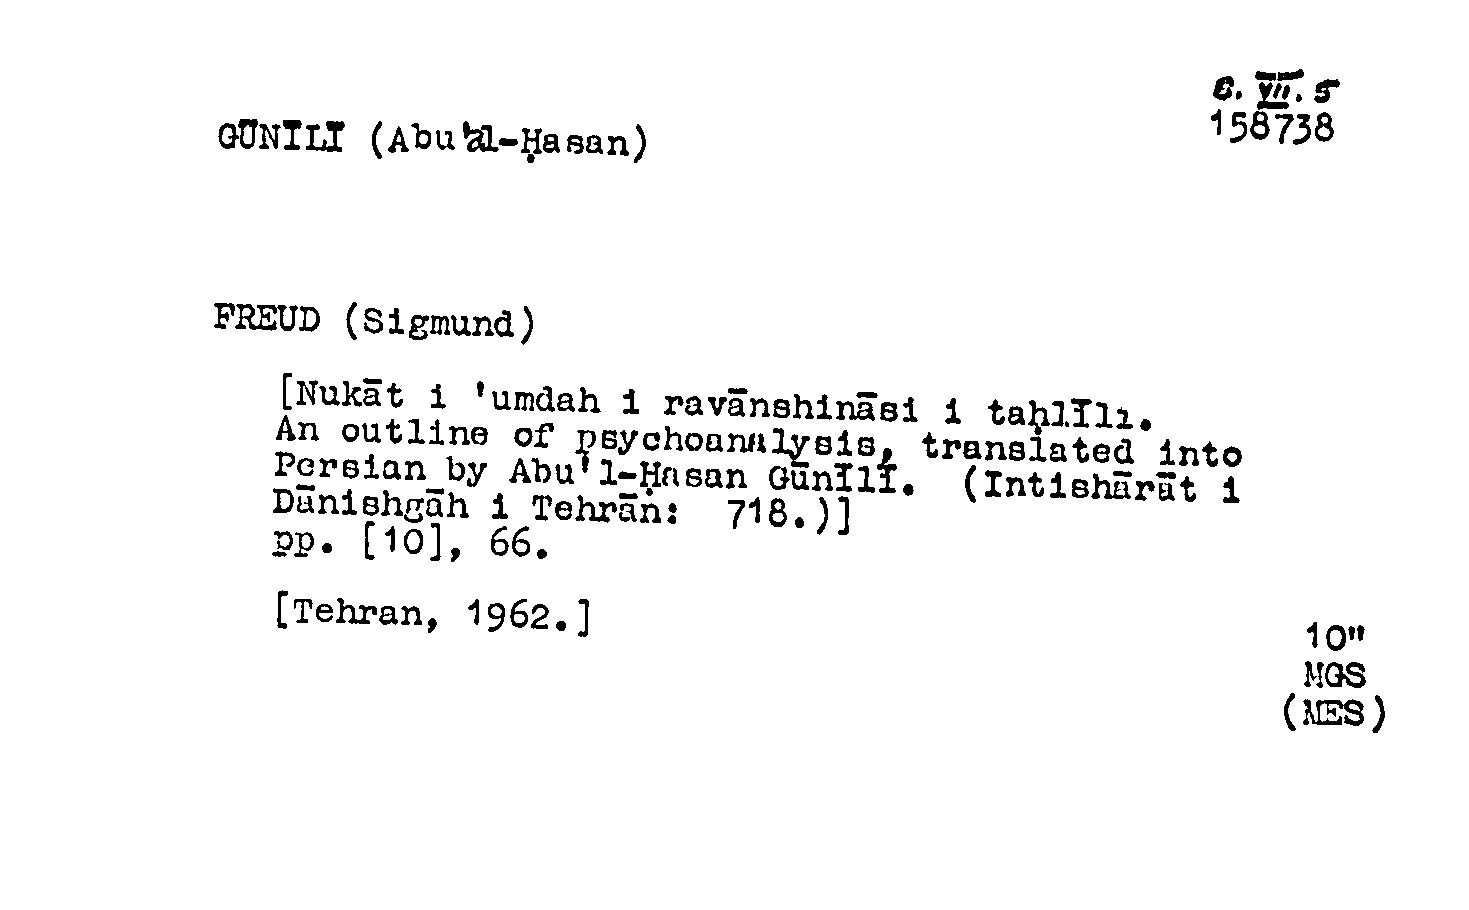 E. VII. 5
158738
GŪNĪLĪ (Abu'al-Ḥasan)
FREUD (Sigmund)
[Nukāt i 'umdah i ravānshināsi i taḥlīlı.
An outline of psychoanalysis, translated into
Persian by Abu'l-Ḥasan Gūnīlī. (Intishārāt i
Dānishgāh i Tehrān: 718.)]
pp. [10], 66.
[Tehran, 1962.]
10"
MGS
(MES)